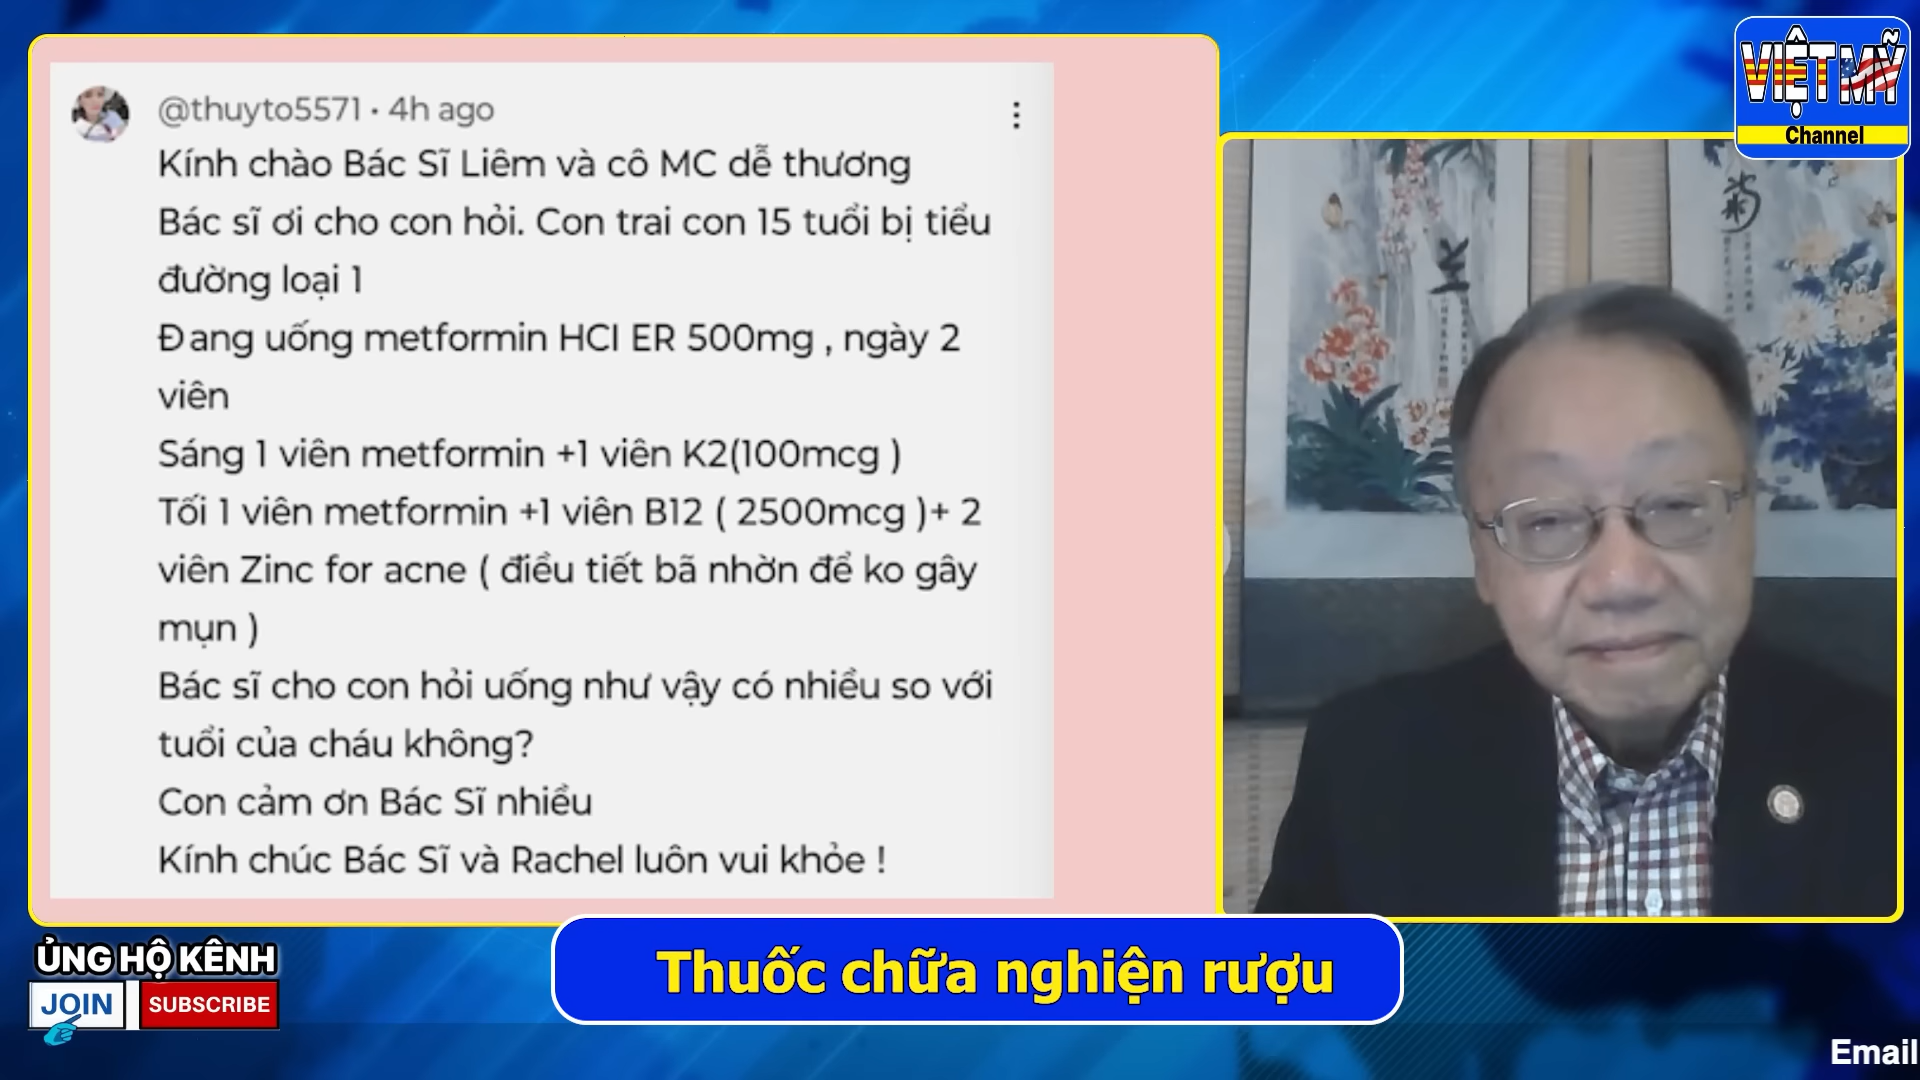 @thuyto5571 • 4h ago
Kính chào Bác Sĩ Liêm và cô MC dễ thương
Bác sĩ ơi cho con hỏi. Con trai con 15 tuổi bị tiểu
đường loại 1
Đang uống metformin HCl ER 500mg , ngày 2
viên
Sáng 1 viên metformin +1 viên K2(100mcg )
Tối 1 viên metformin +1 viên B12 ( 2500mcg )+ 2
viên Zinc for acne ( điều tiết bã nhờn để ko gây
mụn )
Bác sĩ cho con hỏi uống như vậy có nhiều so với
tuổi của cháu không?
Con cảm ơn Bác Sĩ nhiều
Kính chúc Bác Sĩ và Rachel luôn vui khỏe !
VIỆT MỸ
Channel
菊
ỦNG HỘ KÊNH
JOIN
SUBSCRIBE
Thuốc chữa nghiện rượu
Email